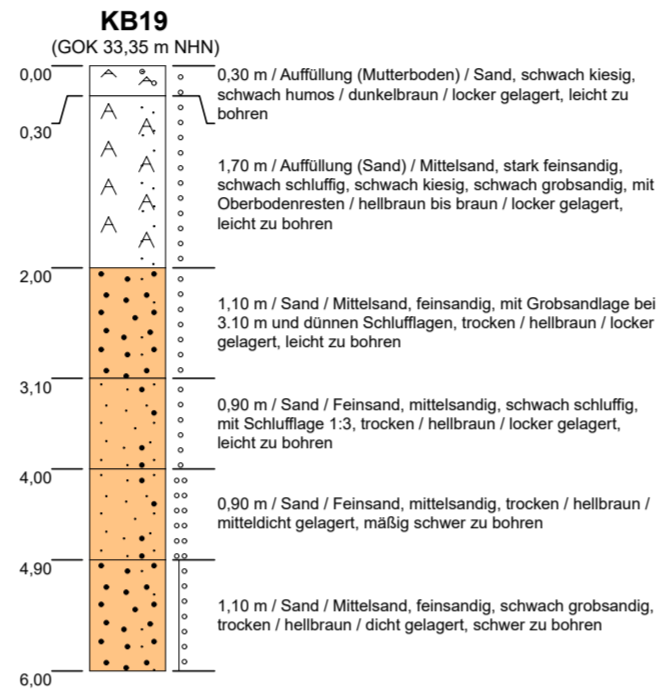 KB19
(GOK 33,35 m NHN)
0,00
0,30 m / Auffüllung (Mutterboden) / Sand, schwach kiesig,
schwach humos / dunkelbraun / locker gelagert, leicht zu
bohren
0,30
1,70 m / Auffüllung (Sand) / Mittelsand, stark feinsandig,
schwach schluffig, schwach kiesig, schwach grobsandig, mit
Oberbodenresten / hellbraun bis braun / locker gelagert,
leicht zu bohren
2,00
1,10 m / Sand / Mittelsand, feinsandig, mit Grobsandlage bei
3.10 m und dünnen Schlufflagen, trocken / hellbraun / locker
gelagert, leicht zu bohren
3,10
0,90 m / Sand / Feinsand, mittelsandig, schwach schluffig,
mit Schlufflage 1:3, trocken / hellbraun / locker gelagert,
leicht zu bohren
4,00
0,90 m / Sand / Feinsand, mittelsandig, trocken / hellbraun /
mitteldicht gelagert, mäßig schwer zu bohren
4,90
1,10 m / Sand / Mittelsand, feinsandig, schwach grobsandig,
trocken / hellbraun / dicht gelagert, schwer zu bohren
6,00